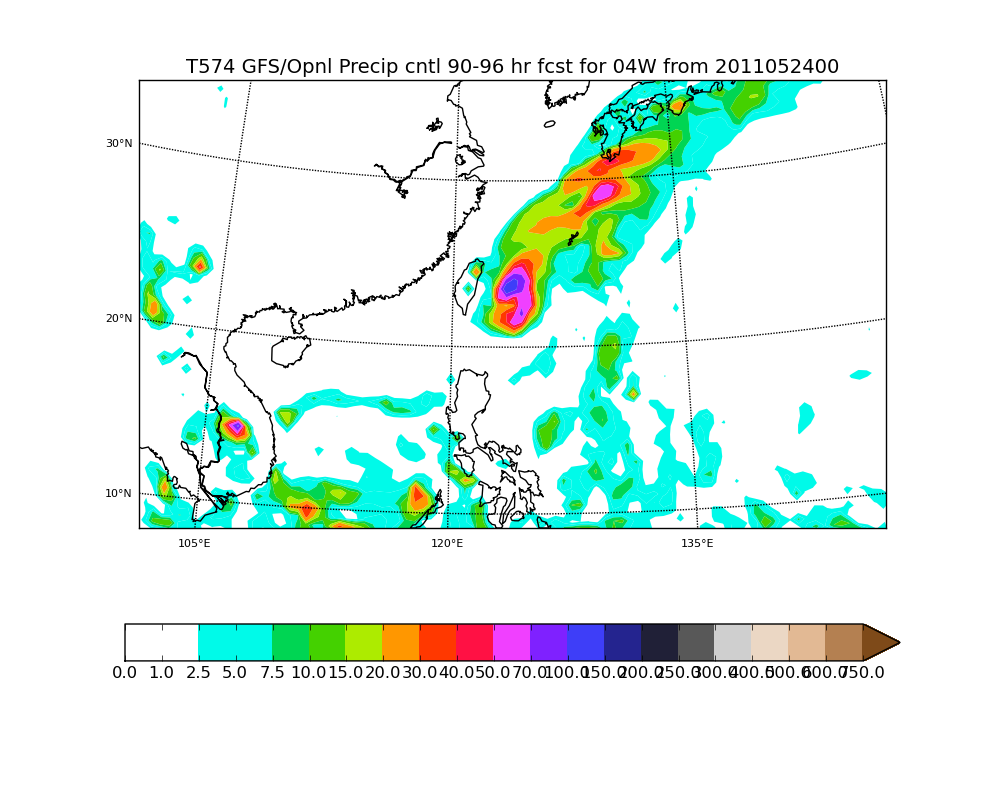 T574 GFS/Opnl Precip cntl 90-96 hr fcst for 04W from 2011052400
30°N
20°N
10°N
105°E 120°E 135°E
0.0 1.0 2.5 5.0 7.5 10.0 15.0 20.0 30.0 40.0 50.0 70.0 100.0 150.0 200.0 250.0 300.0 400.0 500.0 600.0 750.0